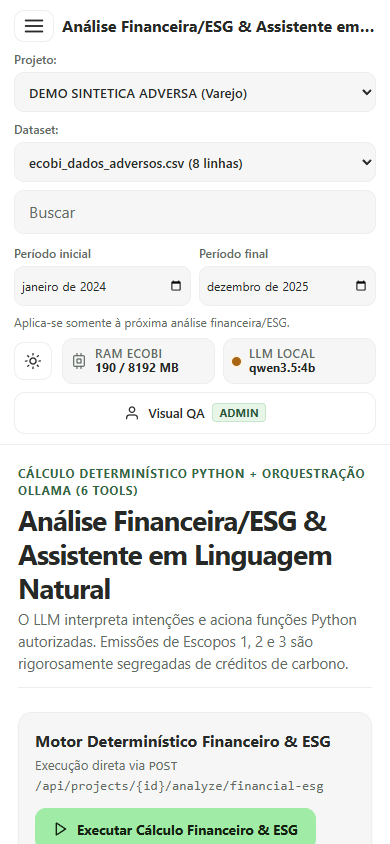 Análise Financeira/ESG & Assistente em...
Projeto:
DEMO SINTETICA ADVERSA (Varejo)
Dataset:
ecobi_dados_adversos.csv (8 linhas)
Buscar
Período inicial
Período final
janeiro de 2024
dezembro de 2025
Aplica-se somente à próxima análise financeira/ESG.
RAM ECOBI
190 / 8192 MB
LLM LOCAL
qwen3.5:4b
Visual QA ADMIN
CÁLCULO DETERMINÍSTICO PYTHON + ORQUESTRAÇÃO
OLLAMA (6 TOOLS)
Análise Financeira/ESG &
Assistente em Linguagem
Natural
O LLM interpreta intenções e aciona funções Python
autorizadas. Emissões de Escopos 1, 2 e 3 são
rigorosamente segregadas de créditos de carbono.
Motor Determinístico Financeiro & ESG
Execução direta via POST
/api/projects/{id}/analyze/financial-esg
Executar Cálculo Financeiro & ESG